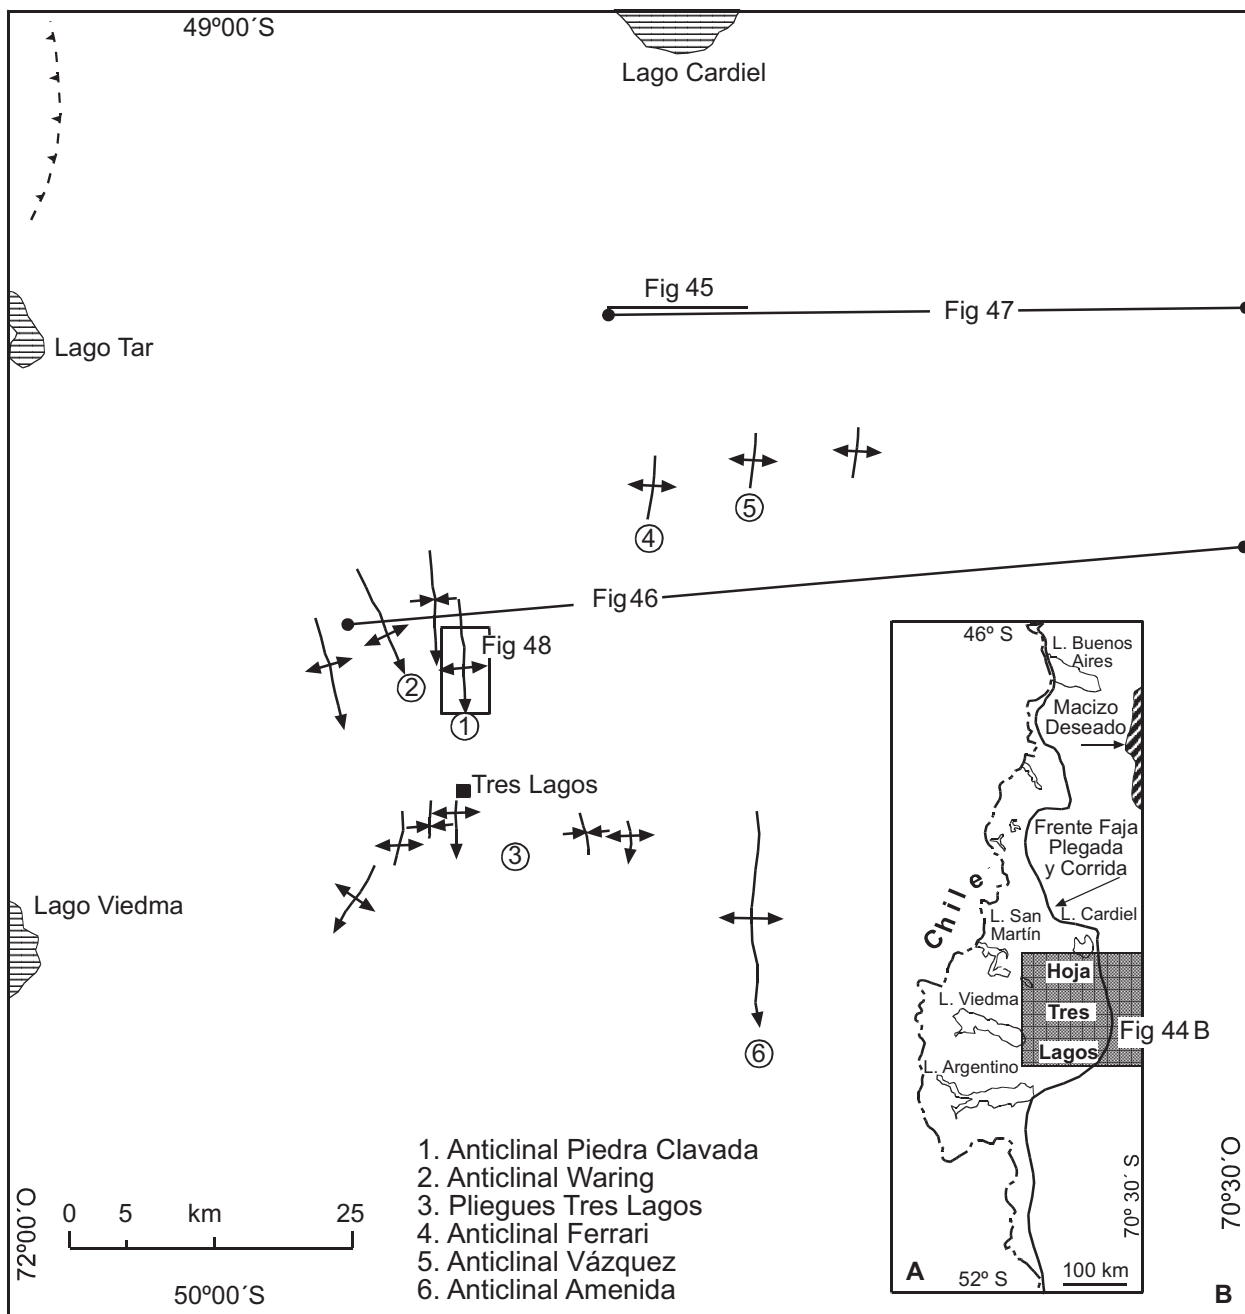 49º00´S
Lago Cardiel
Fig 45
Fig 47
Lago Tar
5
4
Fig 46
Fig 48
2
1
Tres Lagos
3
Lago Viedma
6
1. Anticlinal Piedra Clavada
2. Anticlinal Waring
3. Pliegues Tres Lagos
4. Anticlinal Ferrari
5. Anticlinal Vázquez
6. Anticlinal Amenida
72º00´O
0 5 km 25
50º00´S
46º S
L. Buenos
Aires
Macizo
Deseado
Frente Faja
Plegada
y Corrida
Chile
L. San
Martín
L. Cardiel
Hoja
Tres
Lagos
L. Viedma
Fig 44 B
L. Argentino
70º 30´ S
A
52º S
100 km
70º30´O
B